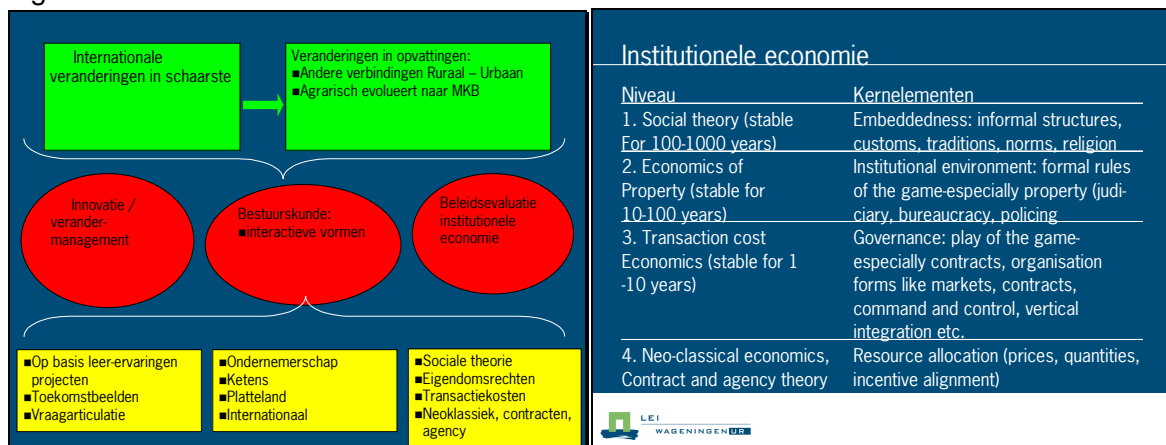 Internationale
veranderingen in schaarste
Veranderingen in opvattingen:
■Andere verbindingen Ruraal – Urbaan
■Agrarisch evolueert naar MKB
Innovatie /
verander-
management
Bestuurskunde:
■interactieve vormen
Beleidsevaluatie
institutionele
economie
■Op basis leer-ervaringen
projecten
■Toekomstbeelden
■Vraagarticulatie
■Ondernemerschap
■Ketens
■Platteland
■Internationaal
■Sociale theorie
■Eigendomsrechten
■Transactiekosten
■Neoklassiek, contracten,
agency
Institutionele economie
Niveau
Kernelementen
1. Social theory (stable
For 100-1000 years)
Embeddedness: informal structures,
customs, traditions, norms, religion
2. Economics of
Property (stable for
10-100 years)
Institutional environment: formal rules
of the game-especially property (judi-
ciary, bureaucracy, policing
3. Transaction cost
Economics (stable for 1
-10 years)
Governance: play of the game-
especially contracts, organisation
forms like markets, contracts,
command and control, vertical
integration etc.
4. Neo-classical economics,
Contract and agency theory
Resource allocation (prices, quantities,
incentive alignment)
LEI
WAGENINGEN UR